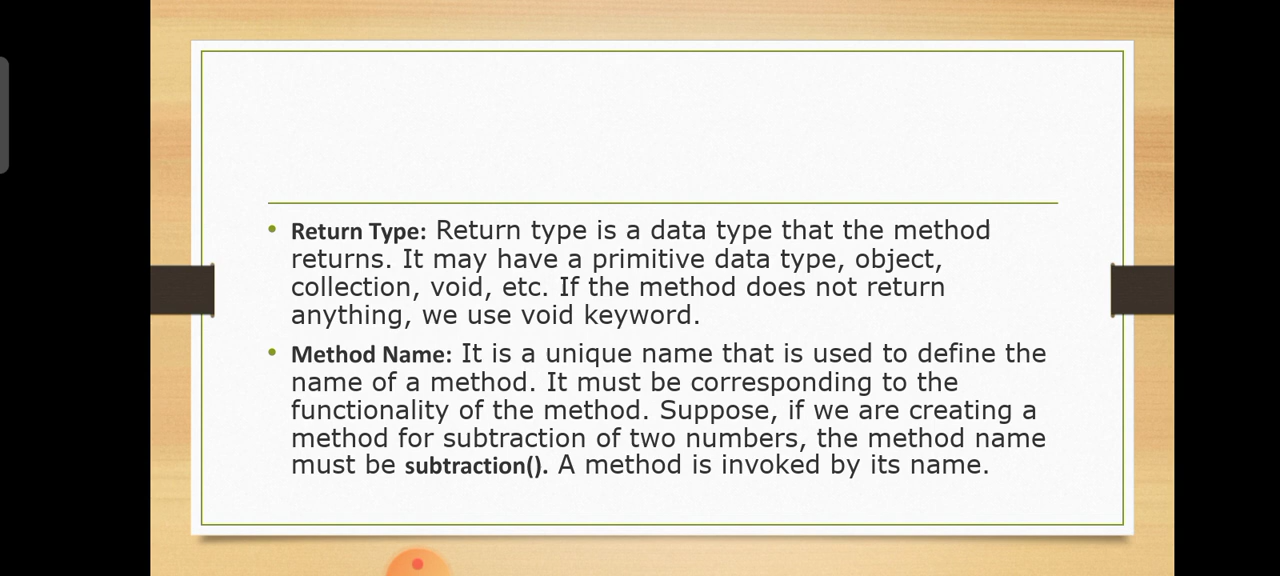 • Return Type: Return type is a data type that the method
returns. It may have a primitive data type, object,
collection, void, etc. If the method does not return
anything, we use void keyword.
• Method Name: It is a unique name that is used to define the
name of a method. It must be corresponding to the
functionality of the method. Suppose, if we are creating a
method for subtraction of two numbers, the method name
must be subtraction(). A method is invoked by its name.